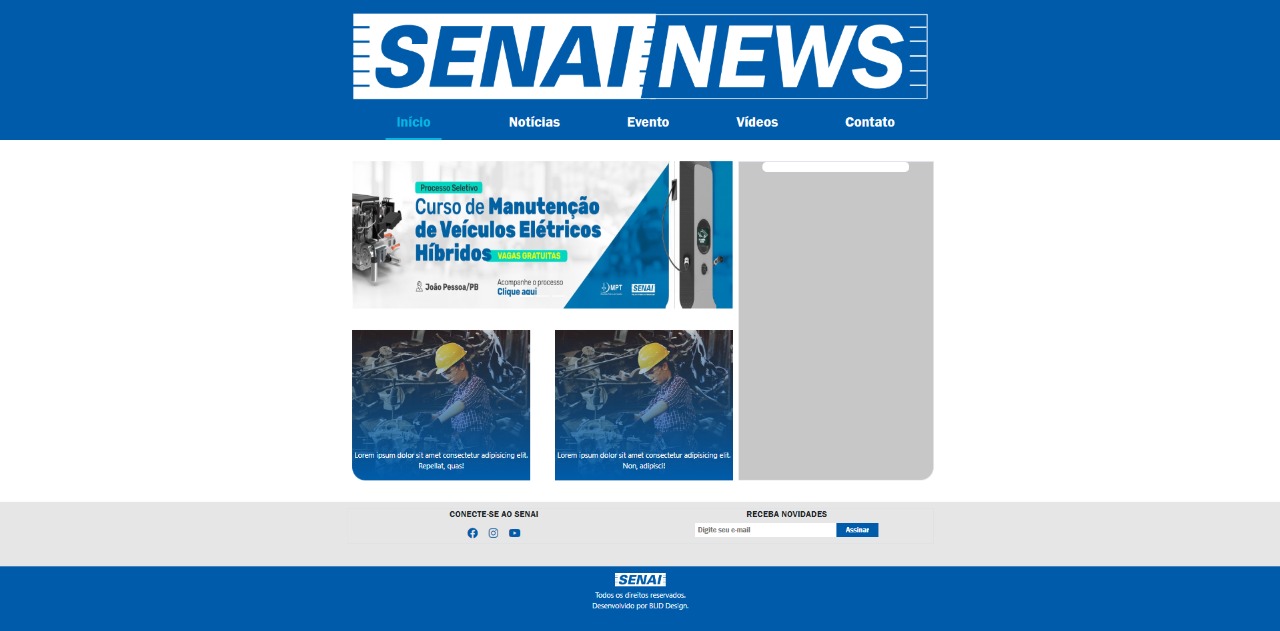 SENAI NEWS
Início Notícias Evento Vídeos Contato
Processo Seletivo
Curso de Manutenção
de Veículos Elétricos
Híbridos VAGAS GRATUITAS
João Pessoa/PB
Acompanhe o processo
Clique aqui
MPT
SENAI
Lorem ipsum dolor sit amet consectetur adipisicing elit.
Repellat, quas!
Lorem ipsum dolor sit amet consectetur adipisicing elit.
Non, adipisci!
CONECTE-SE AO SENAI
RECEBA NOVIDADES
Digite seu e-mail Assinar
SENAI
Todos os direitos reservados.
Desenvolvido por BUD Design.